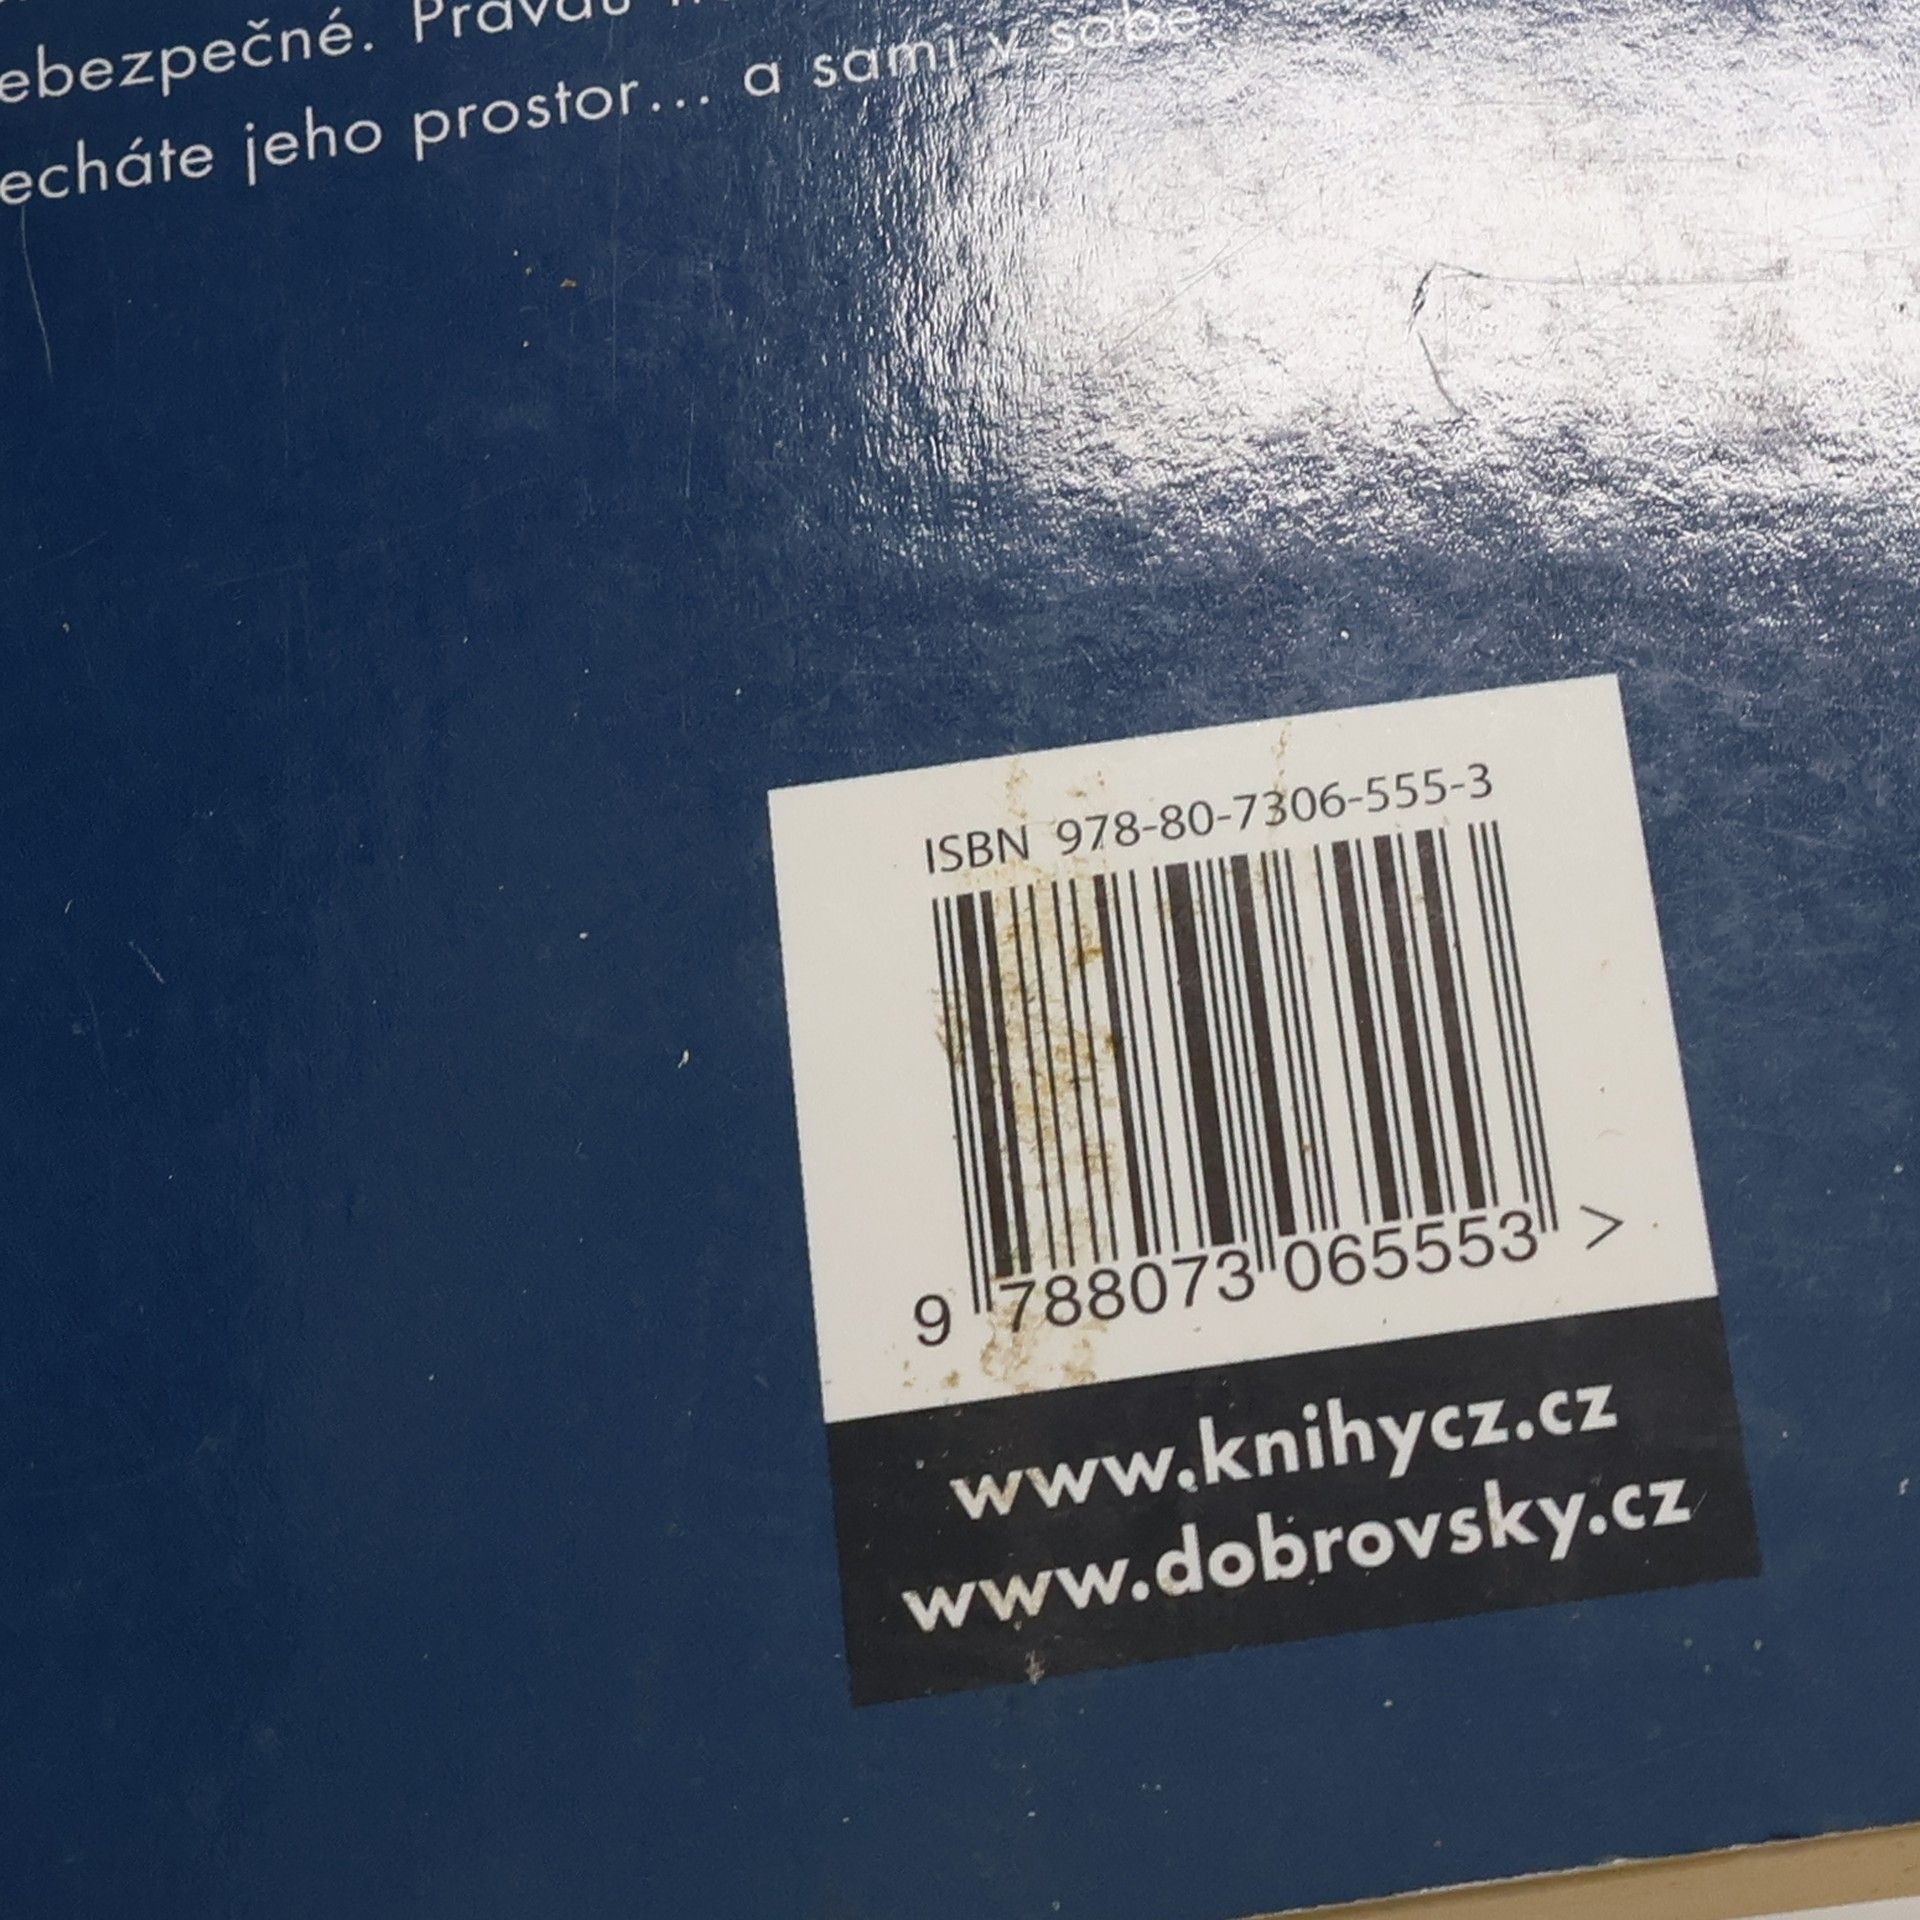 ebezpečné.
echáte jeho prostor... a sami v sobě
ISBN 978-80-7306-555-3
9 788073 065553 >
www.knihycz.cz
www.dobrovsky.cz